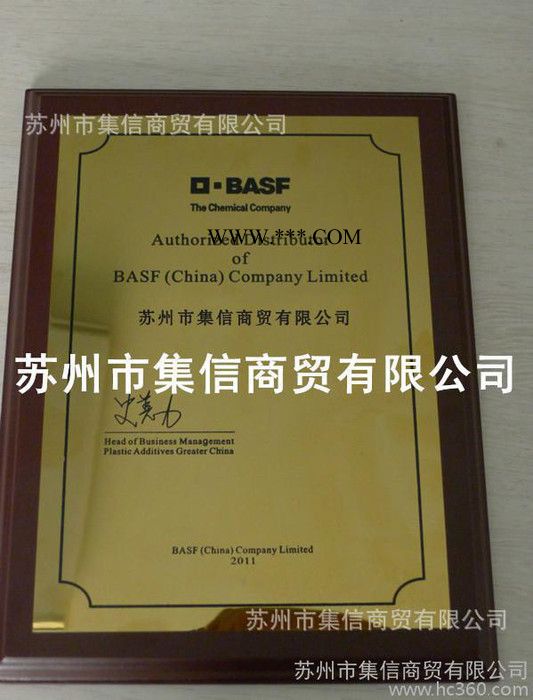 苏州市集信商贸有限公司
BASF
The Chemical Company
Authorized Distributor
WWW.***.COM
of
BASF (China) Company Limited
苏州市集信商贸有限公司
苏州市集信商贸有限公司
Head of Business Management
Plastic Additives Greater China
BASF (China) Company Limited
2011
苏州市集信商贸有限公司
苏州市集信商贸有限公司
www.hc360.com